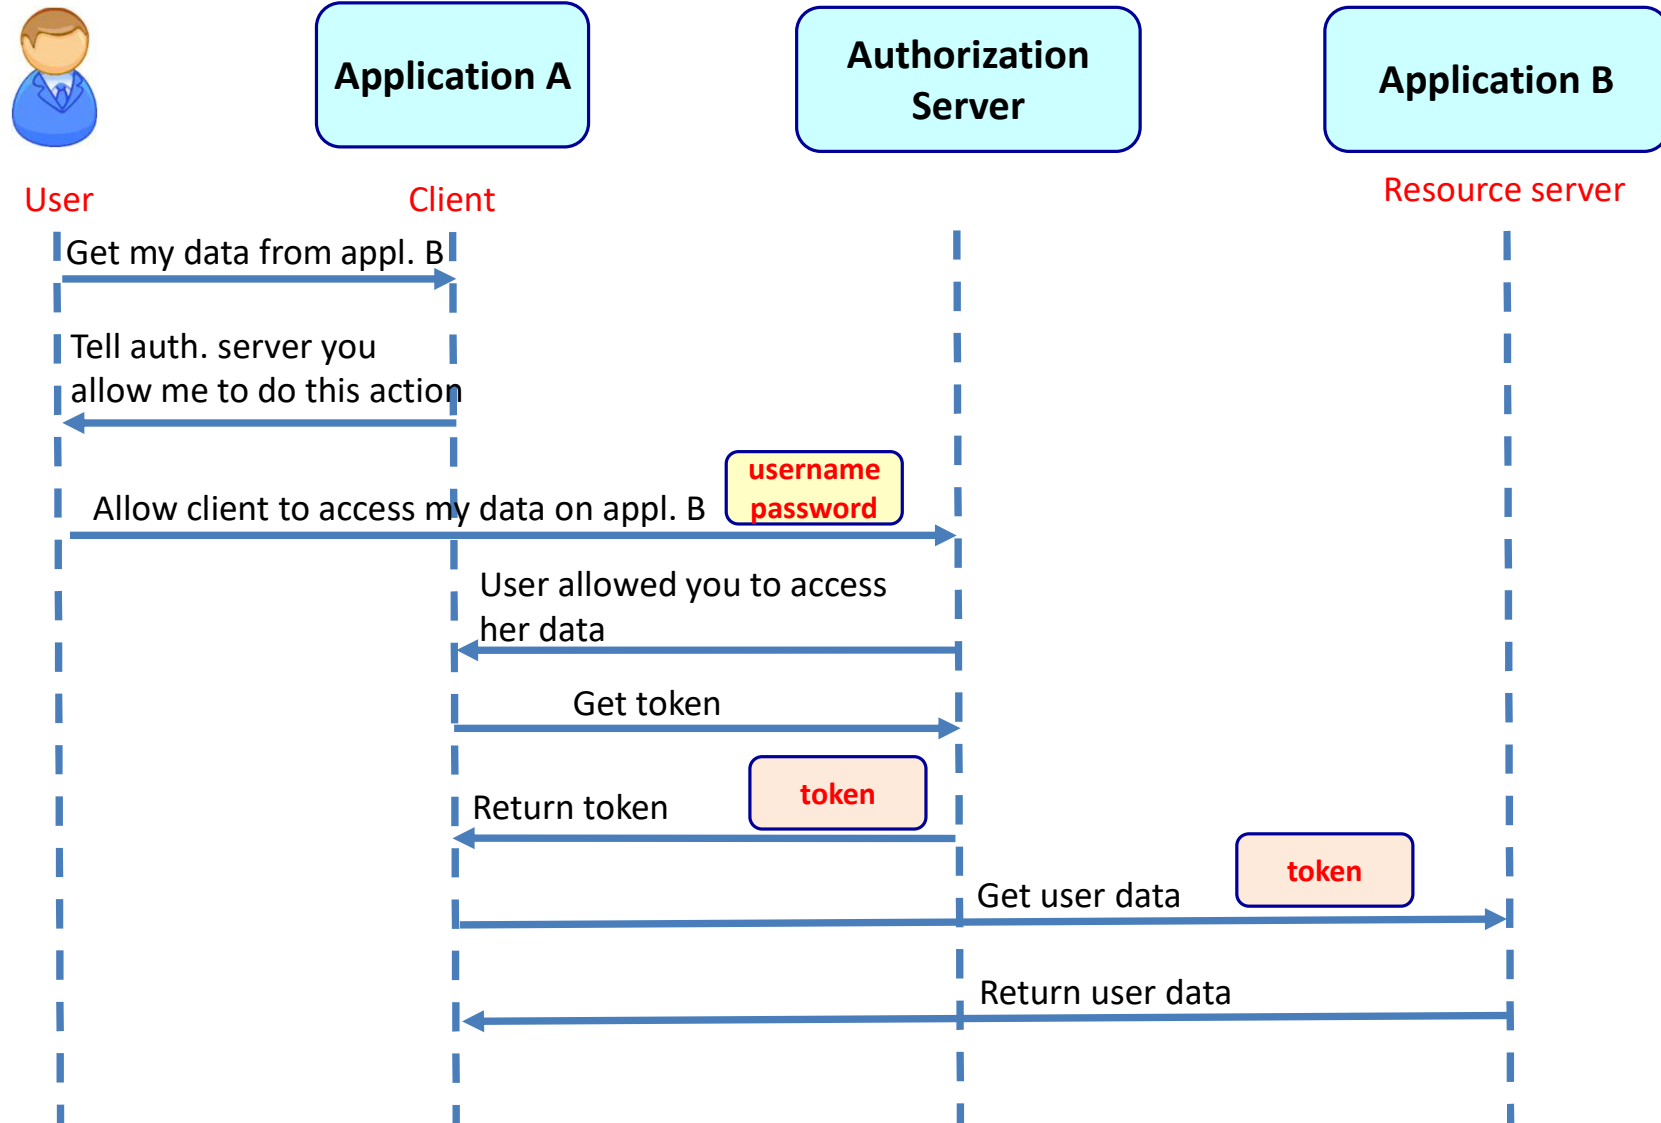 Application A
Authorization
Server
Application B
User
Client
Resource server
Get my data from appl. B
Tell auth. server you
allow me to do this action
username
password
Allow client to access my data on appl. B
User allowed you to access
her data
Get token
token
Return token
token
Get user data
Return user data